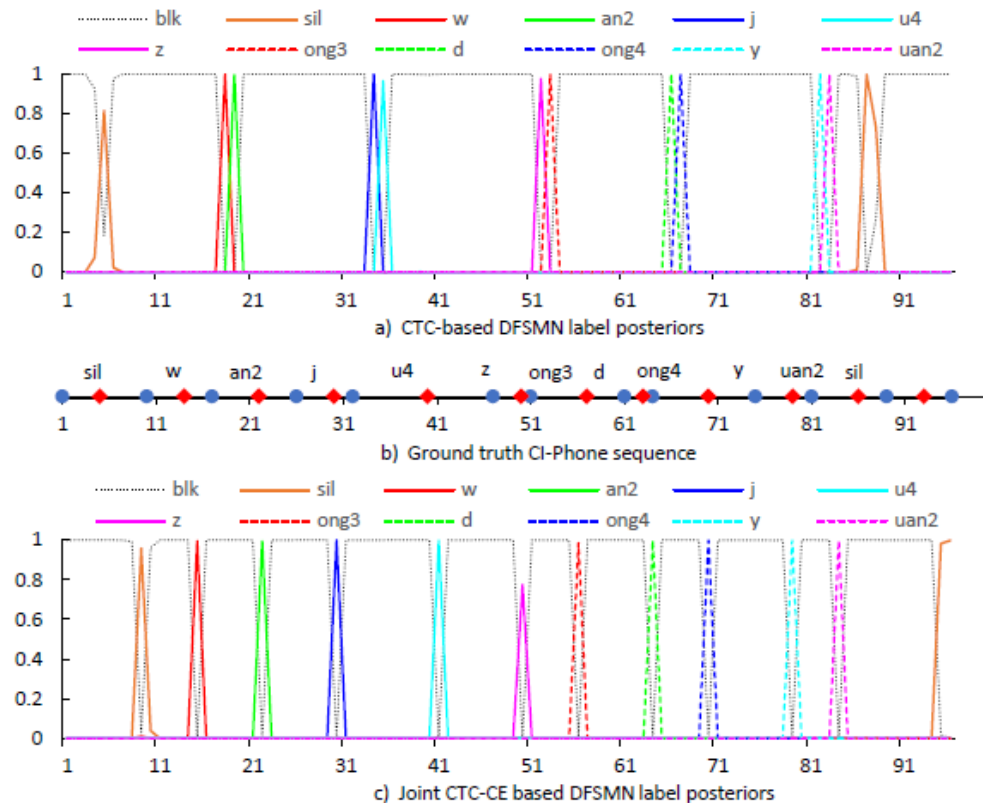 blk sil w an2 j u4
z ong3 d ong4 y uan2
1
0.8
0.6
0.4
0.2
0
1 11 21 31 41 51 61 71 81 91
a) CTC-based DFSMN label posteriors
sil w an2 j u4 z ong3 d ong4 y uan2 sil
1 11 21 31 41 51 61 71 81 91
b) Ground truth CI-Phone sequence
blk sil w an2 j u4
z ong3 d ong4 y uan2
1
0.8
0.6
0.4
0.2
0
1 11 21 31 41 51 61 71 81 91
c) Joint CTC-CE based DFSMN label posteriors